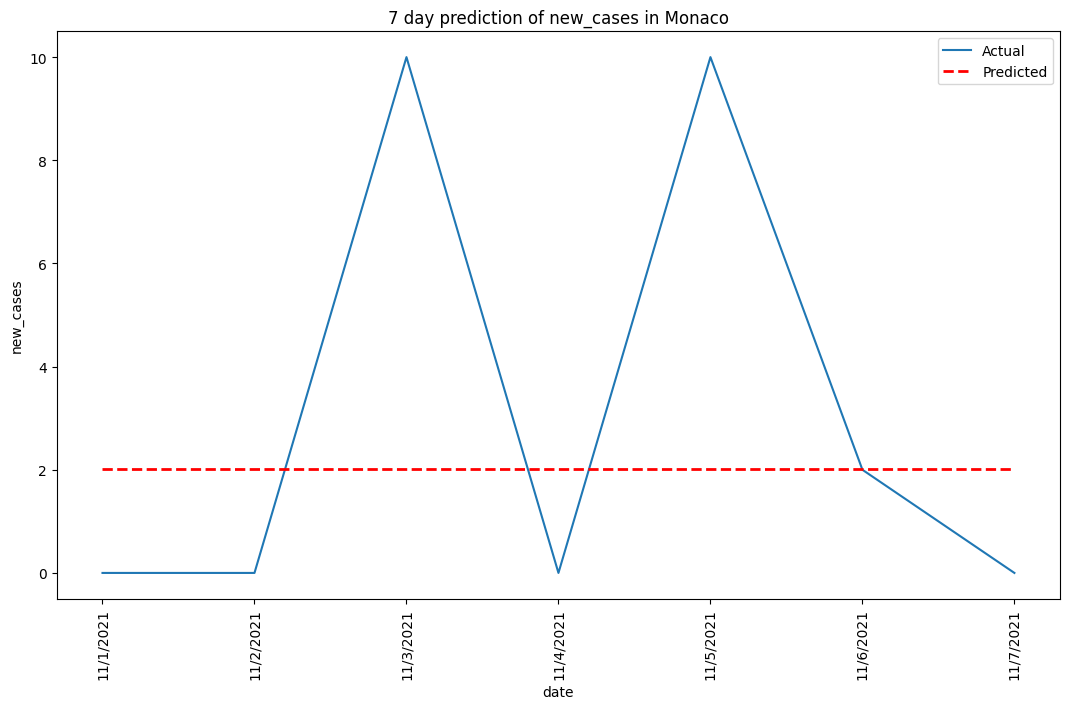 7 day prediction of new_cases in Monaco
Actual
Predicted
10
8
6
4
2
0
new_cases
11/1/2021
11/2/2021
11/3/2021
11/4/2021
11/5/2021
11/6/2021
11/7/2021
date